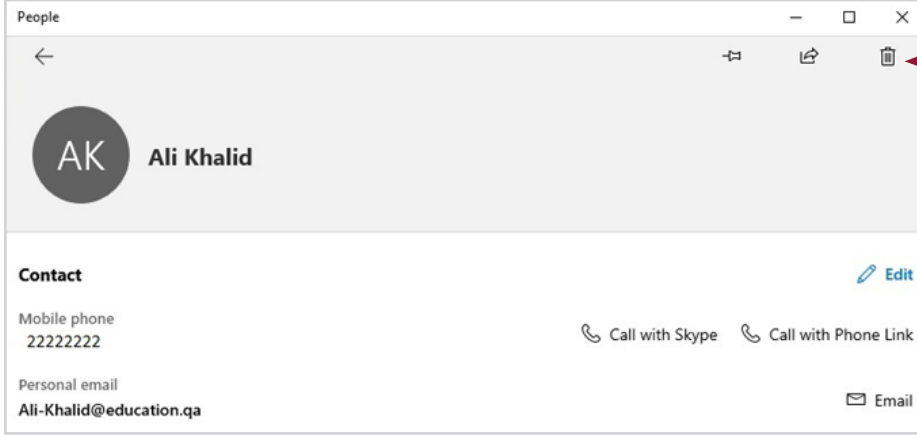 People
AK
Ali Khalid
Contact
Edit
Mobile phone
22222222
Call with Skype
Call with Phone Link
Personal email
Ali-Khalid@education.qa
Email